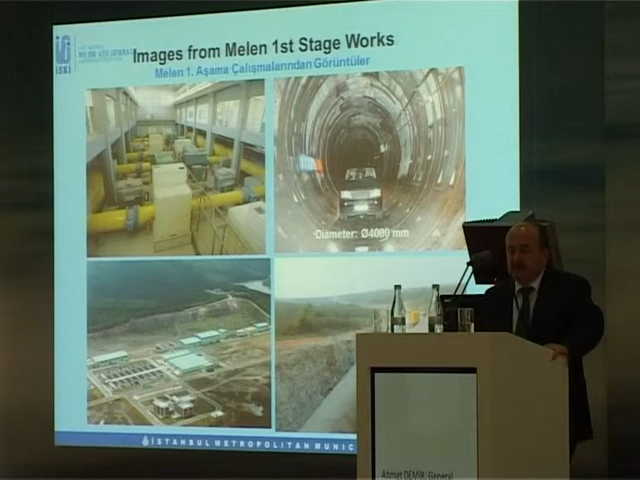 İSKİ
Images from Melen 1st Stage Works
Melen 1. Aşama Çalışmalarından Görüntüler
Diameter: Ø4000 mm
İSTANBUL METROPOLITAN MUNIC
Ahmet DEMİR, General